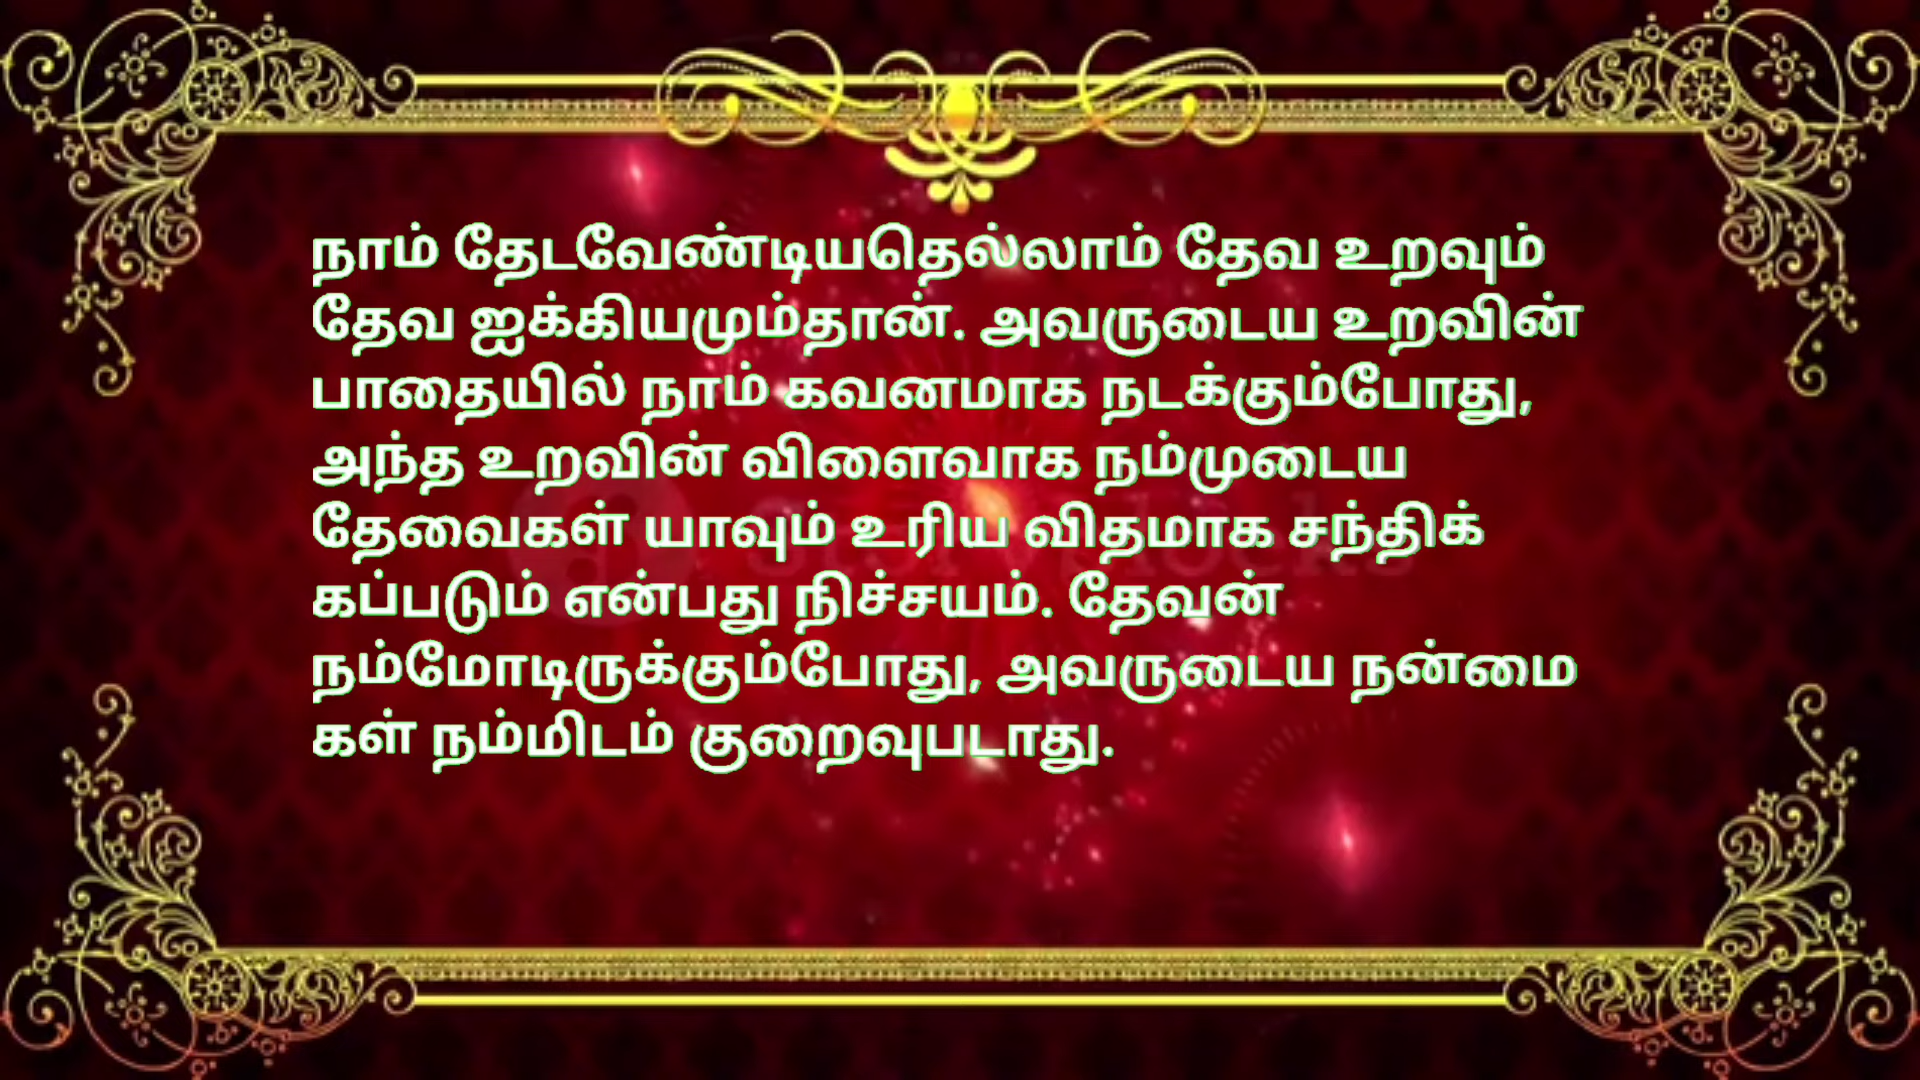 நாம் தேடவேண்டியதெல்லாம் தேவ உறவும்
தேவ ஐக்கியமும்தான். அவருடைய உறவின்
பாதையில் நாம் கவனமாக நடக்கும்போது,
அந்த உறவின் விளைவாக நம்முடைய
தேவைகள் யாவும் உரிய விதமாக சந்திக்
கப்படும் என்பது நிச்சயம். தேவன்
நம்மோடிருக்கும்போது, அவருடைய நன்மை
கள் நம்மிடம் குறைவுபடாது.